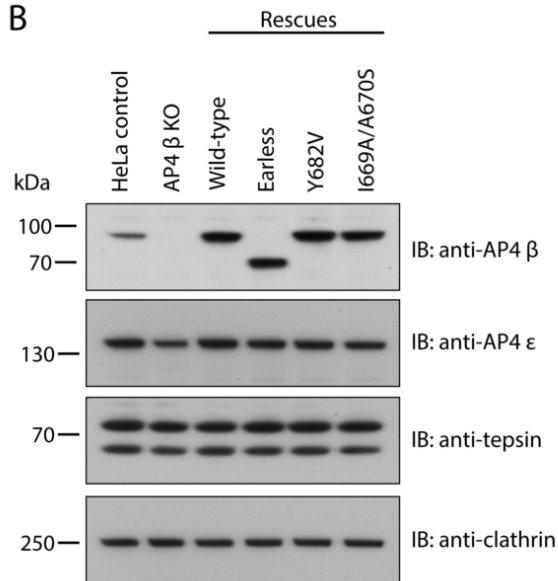 B
Rescues
HeLa control
AP4 β KO
Wild-type
Earless
Y682V
I669A/A670S
kDa
100
70
IB: anti-AP4 β
130
IB: anti-AP4 ε
70
IB: anti-tepsin
250
IB: anti-clathrin